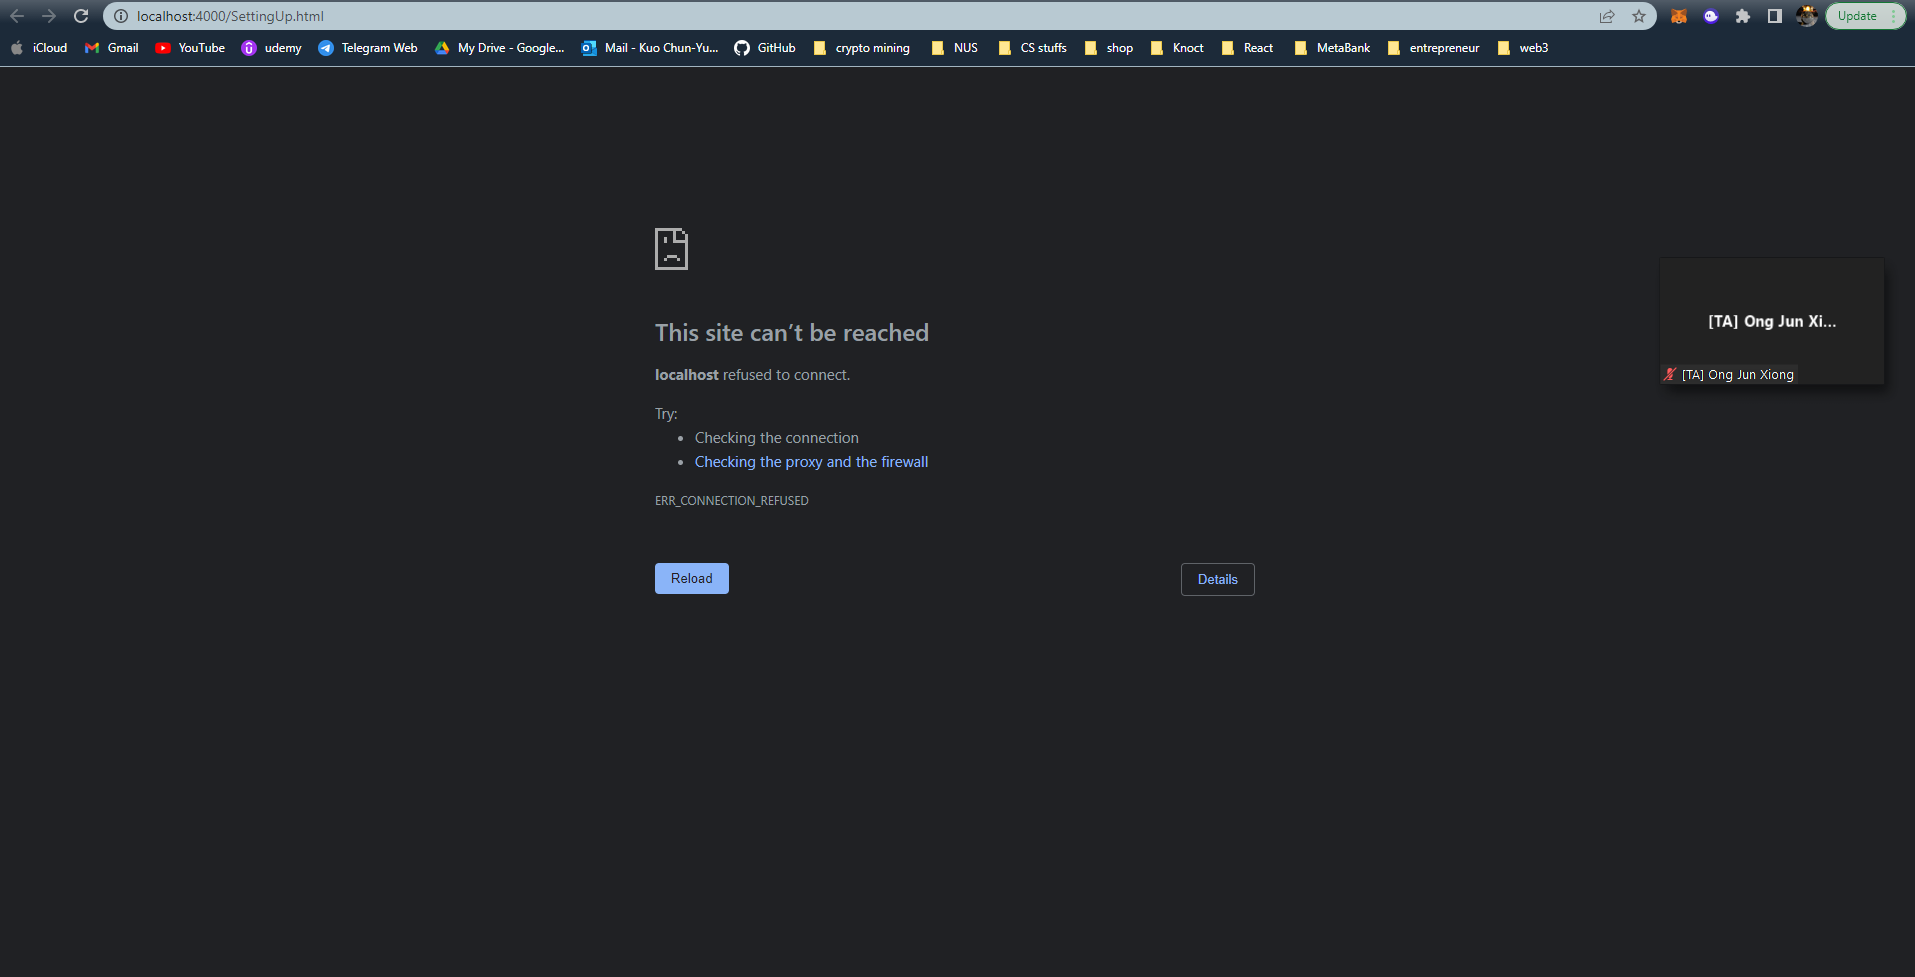 localhost:4000/SettingUp.html
Update
iCloud Gmail YouTube udemy Telegram Web My Drive - Google... Mail - Kuo Chun-Yu... GitHub crypto mining NUS CS stuffs shop Knoct React MetaBank entrepreneur web3
This site can’t be reached
localhost refused to connect.
Try:
• Checking the connection
• Checking the proxy and the firewall
ERR_CONNECTION_REFUSED
Reload
Details
[TA] Ong Jun Xi...
[TA] Ong Jun Xiong